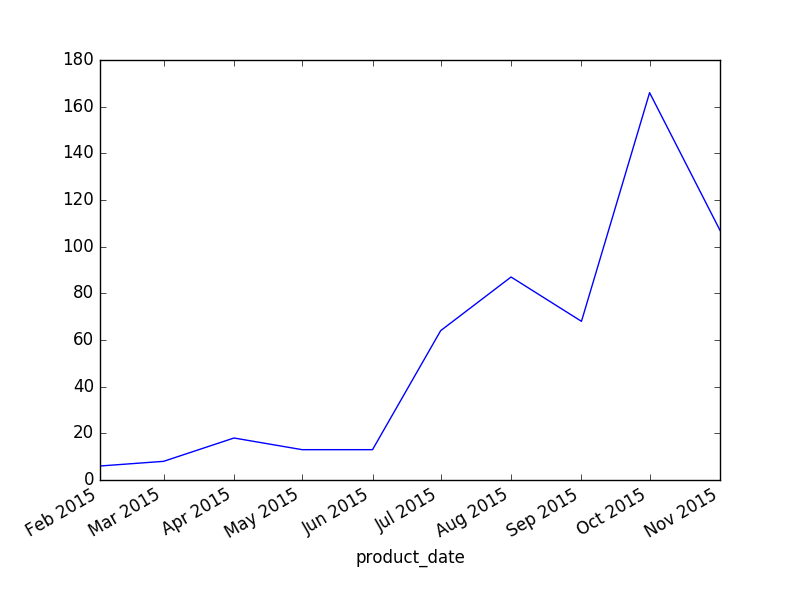 180
160
140
120
100
80
60
40
20
0
Feb 2015
Mar 2015
Apr 2015
May 2015
Jun 2015
Jul 2015
Aug 2015
Sep 2015
Oct 2015
Nov 2015
product_date